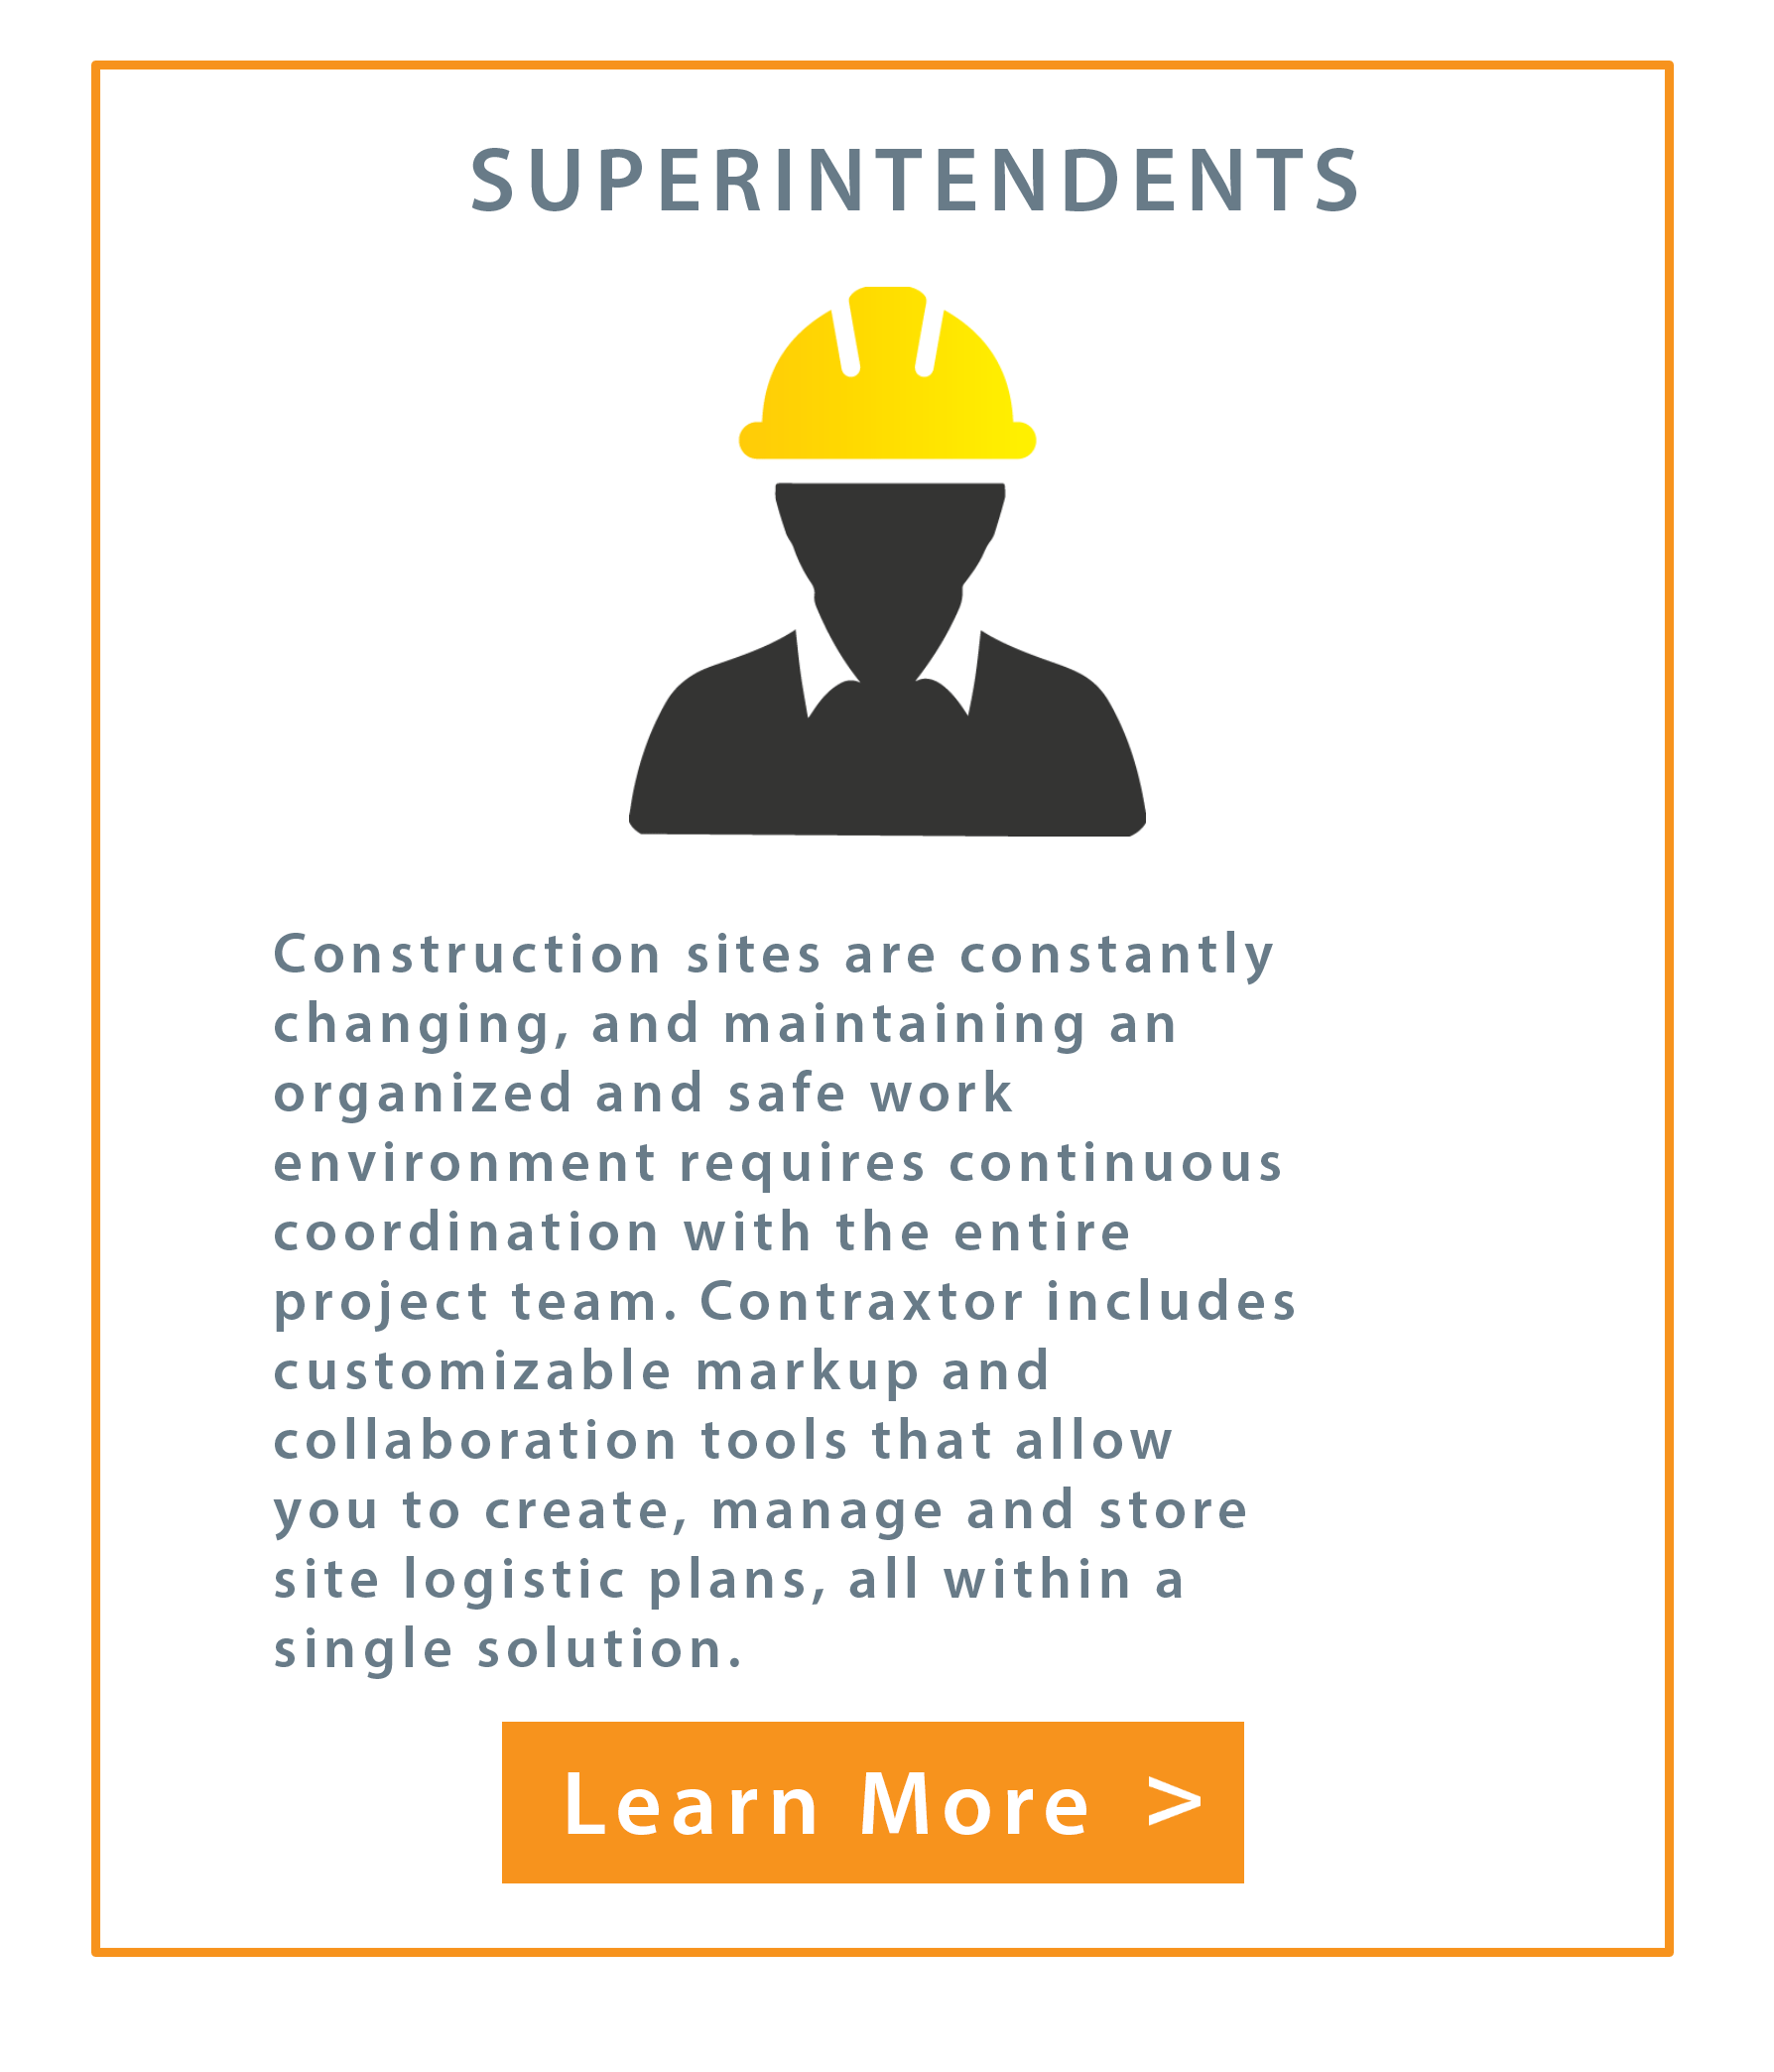 SUPERINTENDENTS
Construction sites are constantly
changing, and maintaining an
organized and safe work
environment requires continuous
coordination with the entire
project team. Contraxtor includes
customizable markup and
collaboration tools that allow
you to create, manage and store
site logistic plans, all within a
single solution.
Learn More >